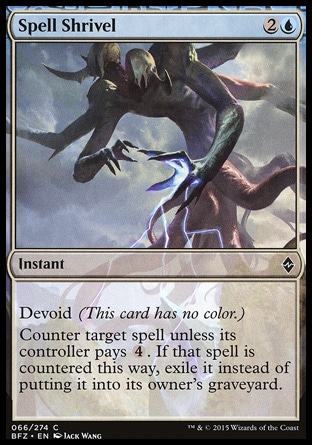 Spell Shrivel 2
Instant
Devoid (This card has no color.)
Counter target spell unless its
controller pays 4. If that spell is
countered this way, exile it instead of
putting it into its owner's graveyard.
066/274 C
BFZ • EN Jack Wang
™ & © 2015 Wizards of the Coast